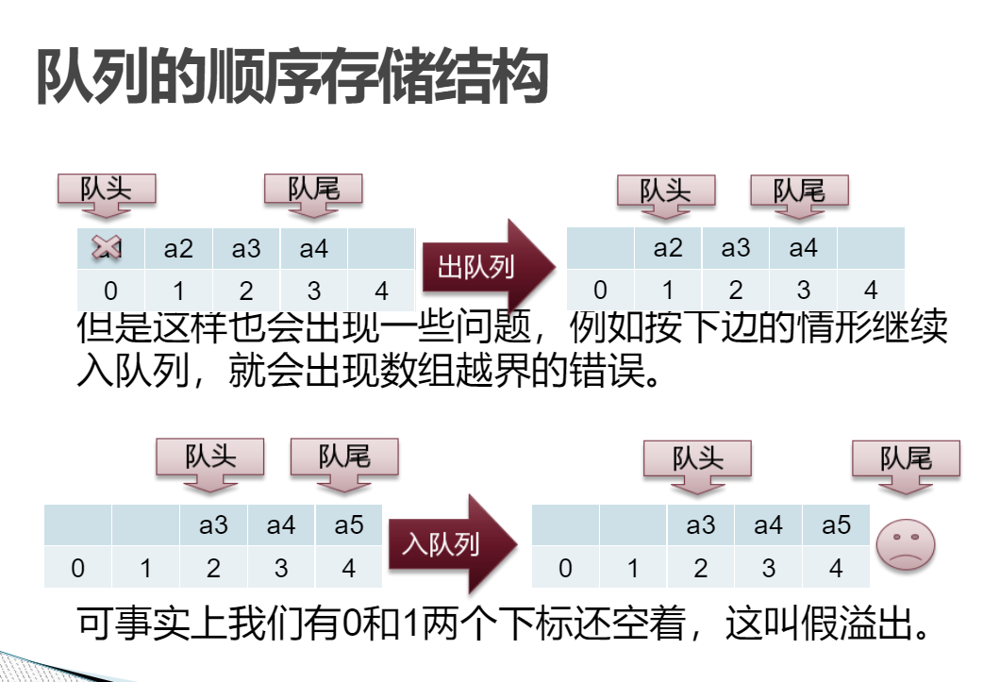 队列的顺序存储结构
队头 队尾 队头 队尾
a2 a3 a4 出队列 a2 a3 a4
0 1 2 3 4 0 1 2 3 4
但是这样也会出现一些问题，例如按下边的情形继续
入队列，就会出现数组越界的错误。
队头 队尾 队头 队尾
a3 a4 a5 入队列 a3 a4 a5
0 1 2 3 4 0 1 2 3 4
可事实上我们有0和1两个下标还空着，这叫假溢出。